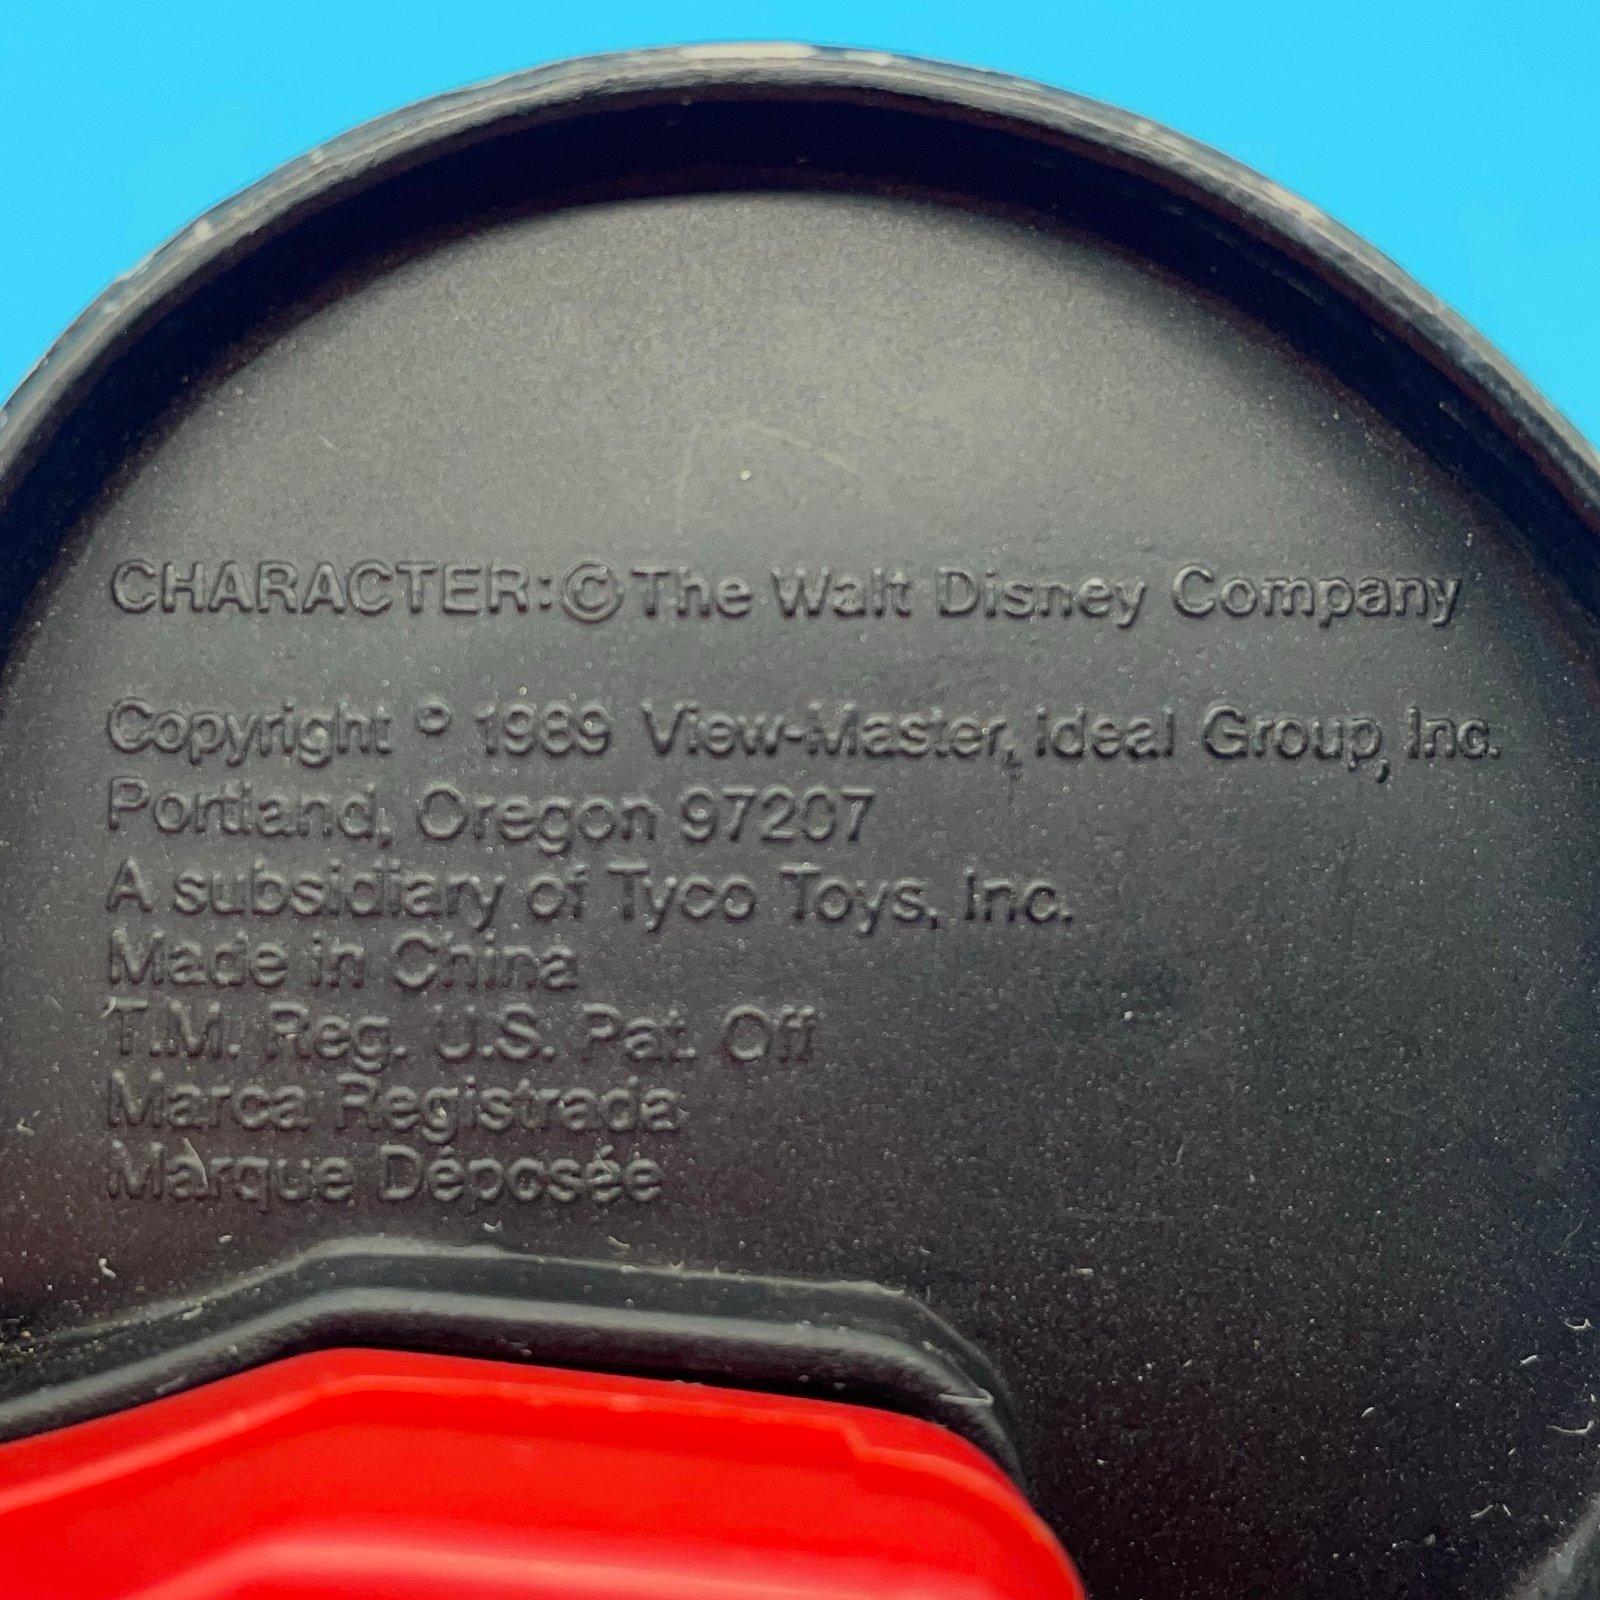 CHARACTER:© The Walt Disney Company
Copyright © 1989 View-Master, Ideal Group, Inc.
Portland, Oregon 97207
A subsidiary of Tyco Toys, Inc.
Made in China
T.M. Reg. U.S. Pat. Off
Marca Registrada
Marque Déposée